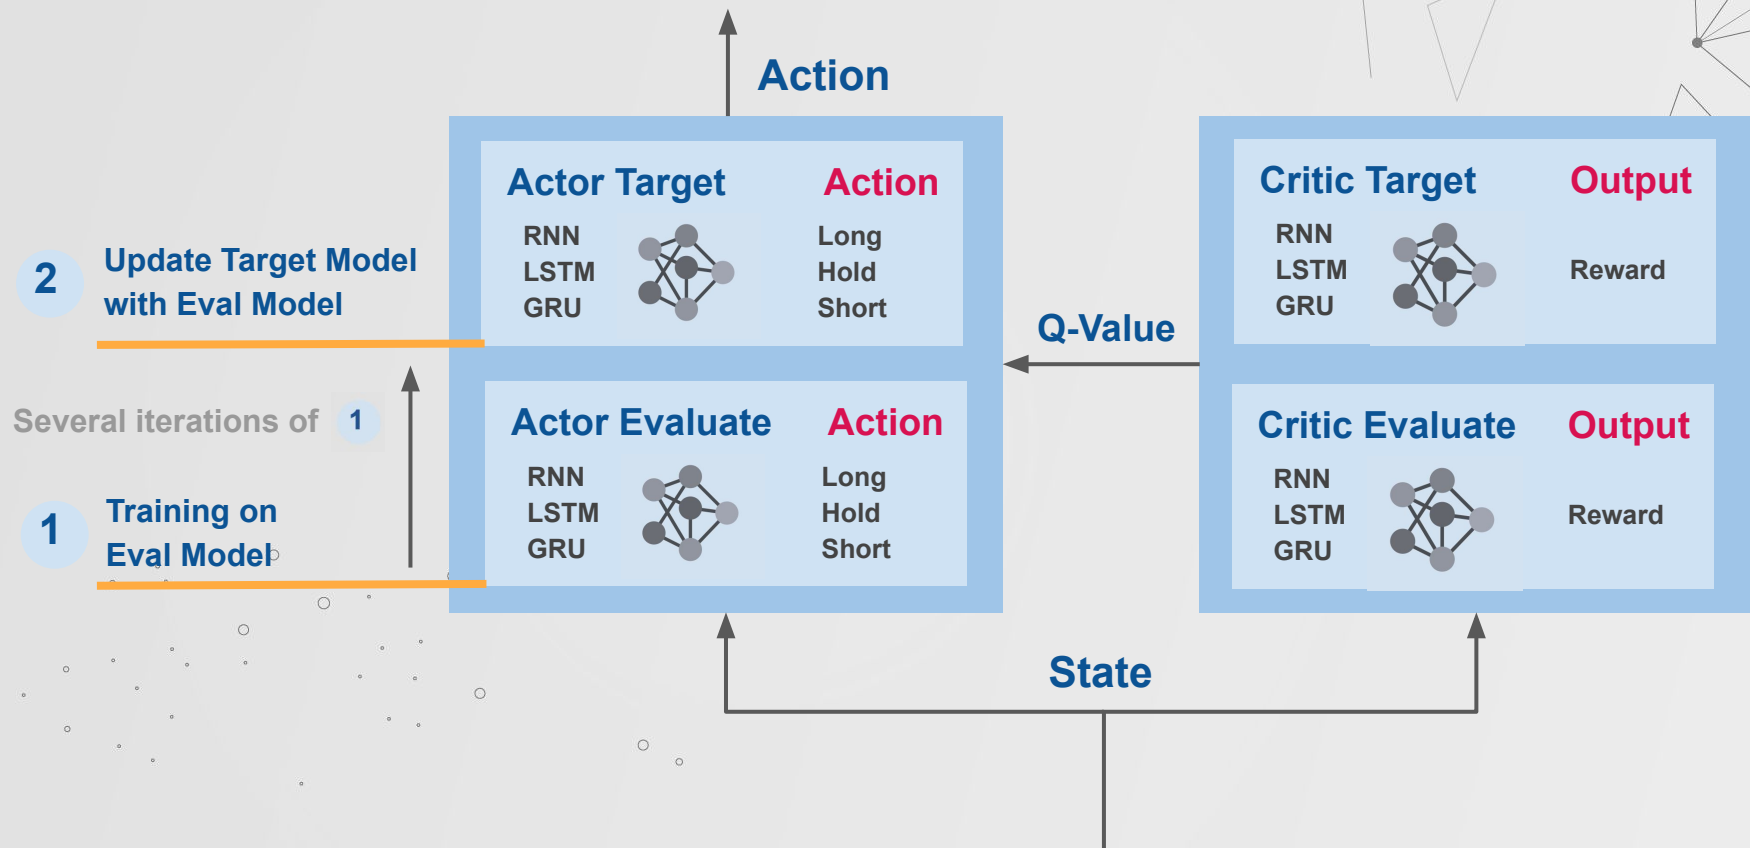 Action
Actor Target Action
RNN Long
LSTM Hold
GRU Short
Critic Target Output
RNN
LSTM Reward
GRU
2 Update Target Model
with Eval Model
Q-Value
Several iterations of 1
Actor Evaluate Action
RNN Long
LSTM Hold
GRU Short
Critic Evaluate Output
RNN
LSTM Reward
GRU
1 Training on
Eval Model
State